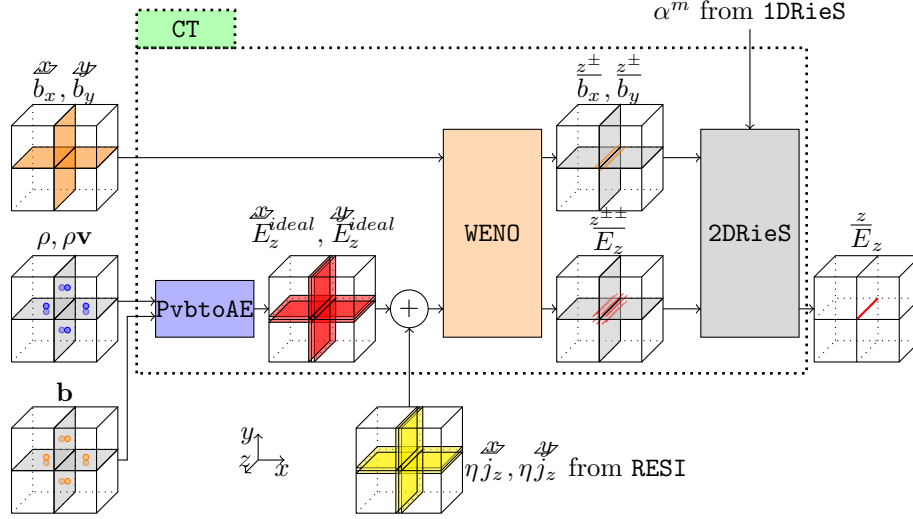 α^m from 1DRieS
CT
x y
b_x, b_y
z± z±
b_x, b_y
WENO
2DRieS
x y
E_z^{ideal}, E_z^{ideal}
z±±
E_z
z
E_z
ρ, ρv
PvbtoAE
+
b
y
z x
x y
ηj_z, ηj_z from RESI